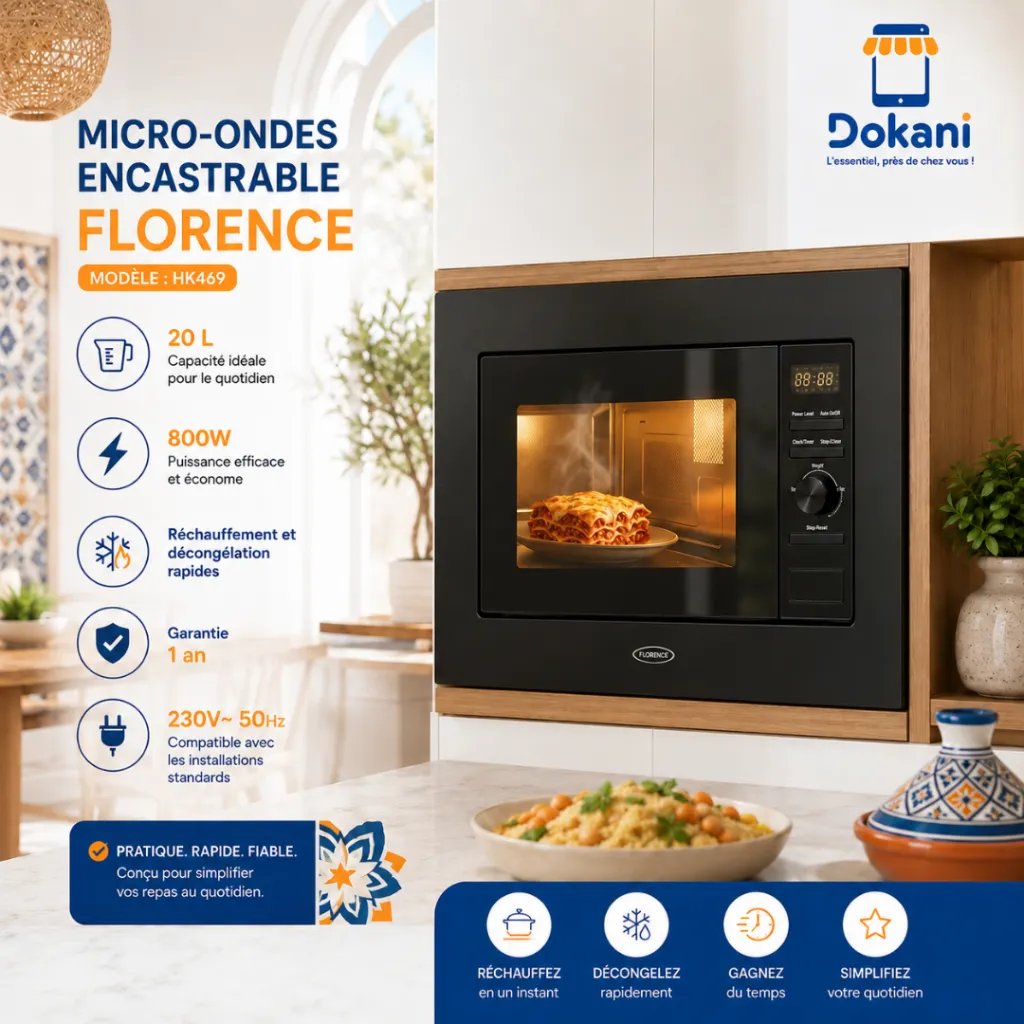 Dokani
L'essentiel, près de chez vous !
MICRO-ONDES
ENCASTRABLE
FLORENCE
MODÈLE : HK469
20 L
Capacité idéale
pour le quotidien
800W
Puissance efficace
et économe
Réchauffement et
décongélation
rapides
Garantie
1 an
230V~ 50Hz
Compatible avec
les installations
standards
PRATIQUE. RAPIDE. FIABLE.
Conçu pour simplifier
vos repas au quotidien.
88:88
Power Level Auto On/Off
Clock/Timer Stop/Clear
Weight
Stop/Reset
FLORENCE
RÉCHAUFFEZ
en un instant
DÉCONGELEZ
rapidement
GAGNEZ
du temps
SIMPLIFIEZ
votre quotidien